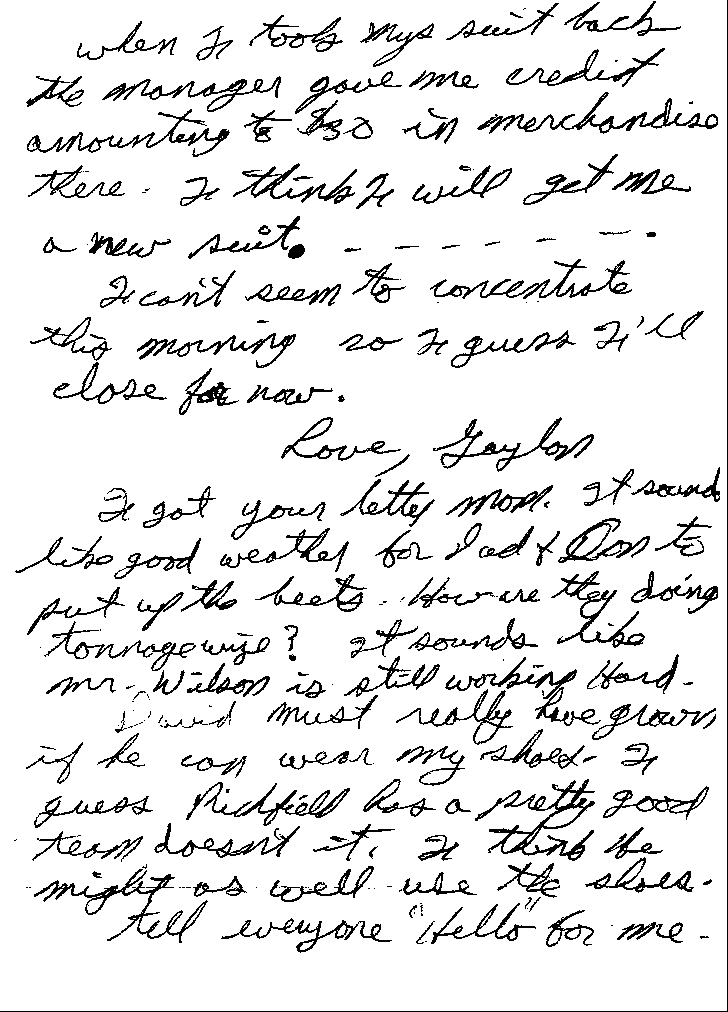 when I took my suit back
the manager gave me credit
amounting to $30 in merchandise
there. I think I will get me
a new suit. - - - - - - .
I can't seem to concentrate
this morning so I guess I'll
close for now.
Love, Gaylon
I got your letter mom. It sounds
like good weather for Dad & Don to
put up the beets. How are they doing
tonnagewize? It sounds like
mr. Wilson is still working Hard.
David must really have grown
if he can wear my shoes. I
guess Richfield has a pretty good
team doesn't it. I think he
might as well use the shoes.
tell everyone "Hello" for me.